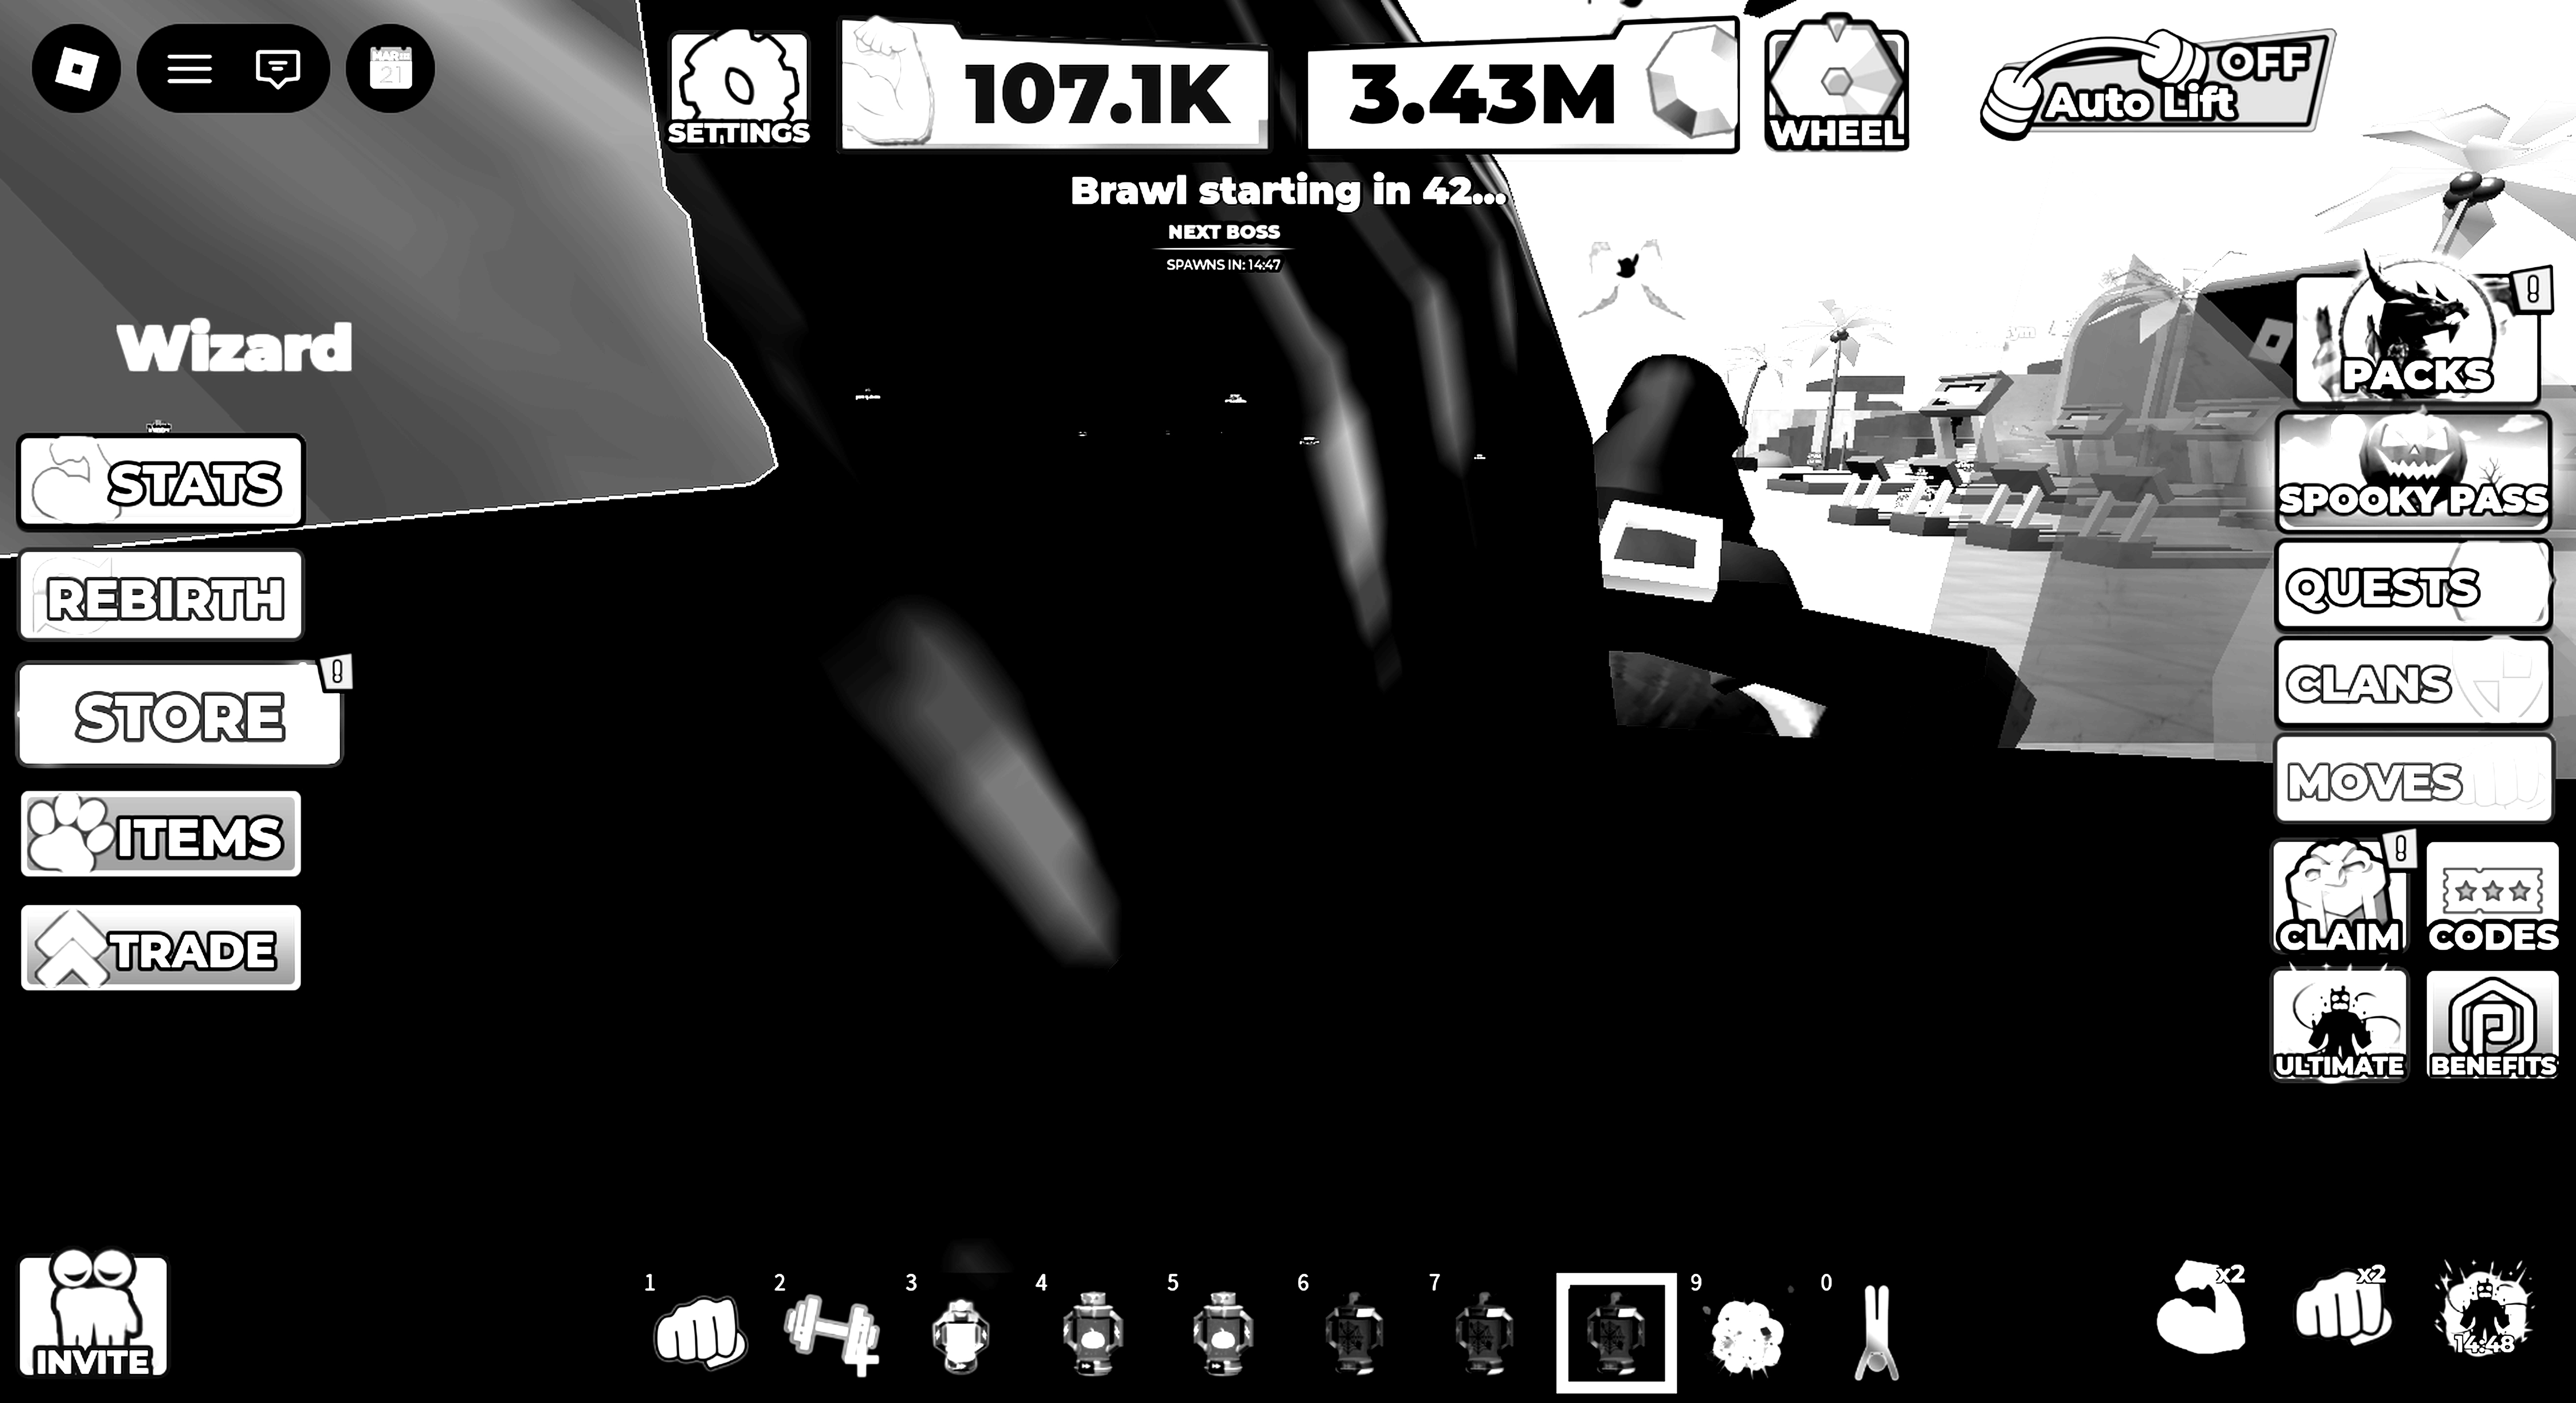 MAR
21
SETTINGS
107.1K
3.43M
WHEEL
OFF
Auto Lift
Brawl starting in 42...
NEXT BOSS
SPAWNS IN: 14:47
Wizard
STATS
REBIRTH
!
STORE
ITEMS
TRADE
INVITE
!
PACKS
SPOOKY PASS
QUESTS
CLANS
MOVES
!
CLAIM
CODES
ULTIMATE
BENEFITS
1
2
3
4
5
6
7
9
0
x2
x2
14:48